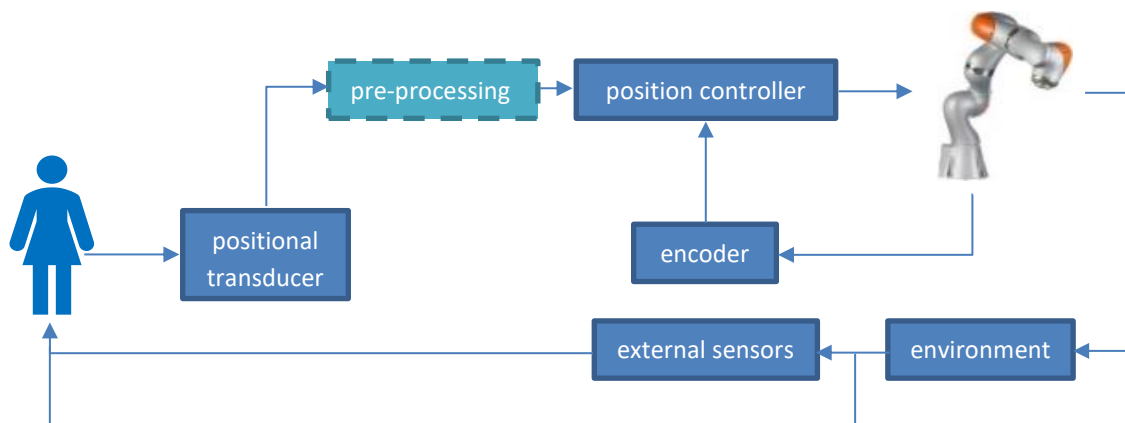 pre-processing
position controller
positional
transducer
encoder
external sensors
environment